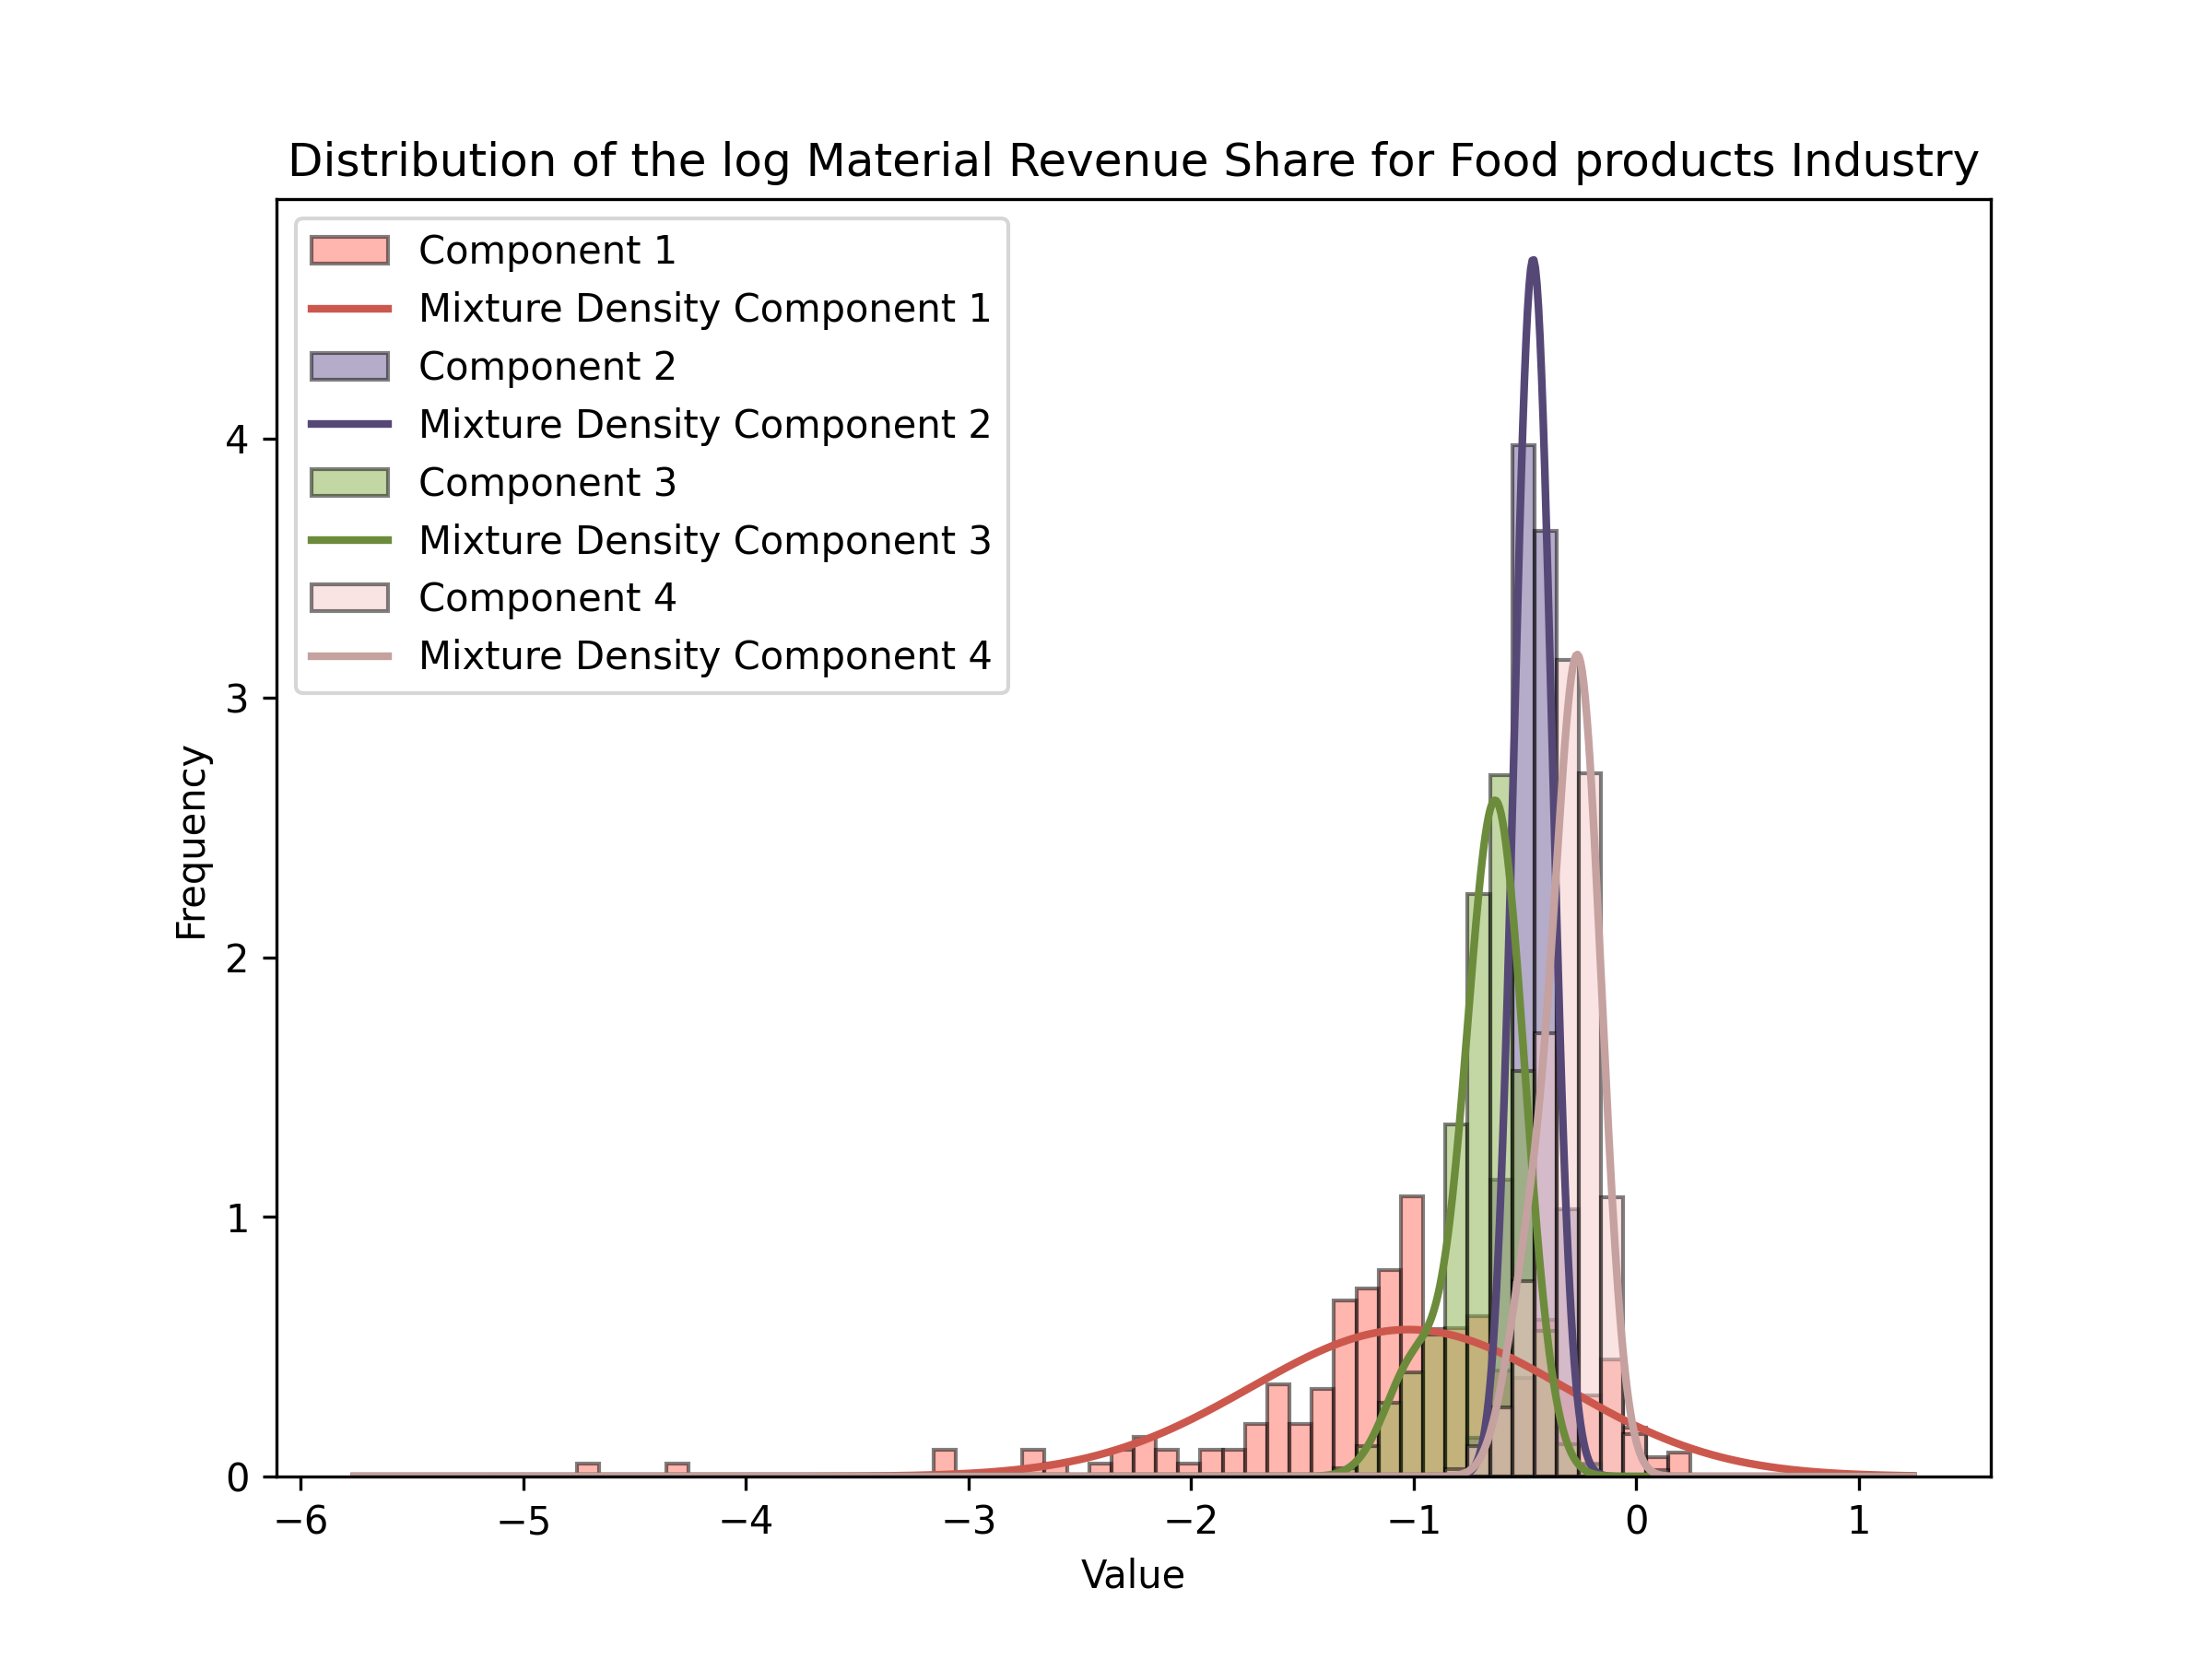 Distribution of the log Material Revenue Share for Food products Industry
Component 1
Mixture Density Component 1
Component 2
Mixture Density Component 2
Component 3
Mixture Density Component 3
Component 4
Mixture Density Component 4
Frequency
4
3
2
1
0
−6 −5 −4 −3 −2 −1 0 1
Value